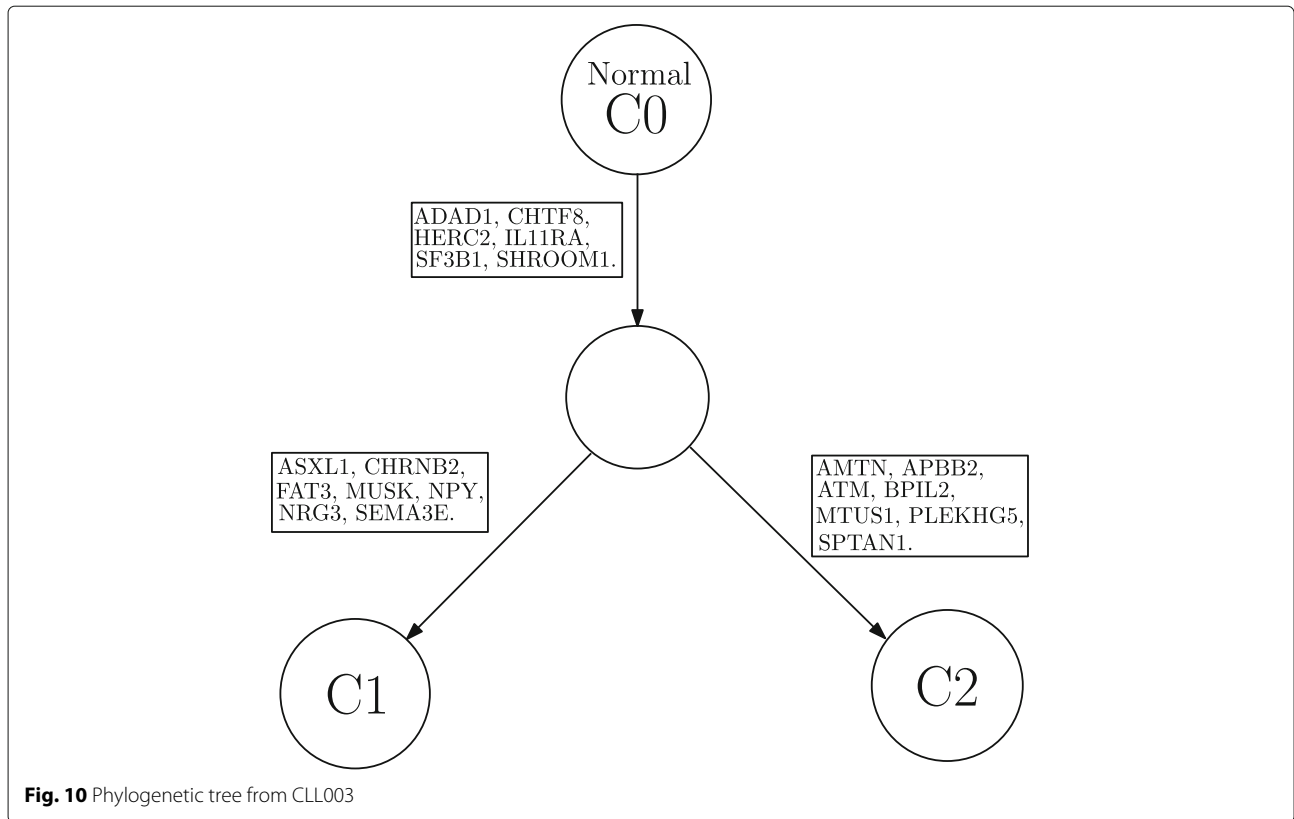 Normal
C0
ADAD1, CHTF8,
HERC2, IL11RA,
SF3B1, SHROOM1.
ASXL1, CHRNB2,
FAT3, MUSK, NPY,
NRG3, SEMA3E.
AMTN, APBB2,
ATM, BPIL2,
MTUS1, PLEKHG5,
SPTAN1.
C1
C2
Fig. 10 Phylogenetic tree from CLL003